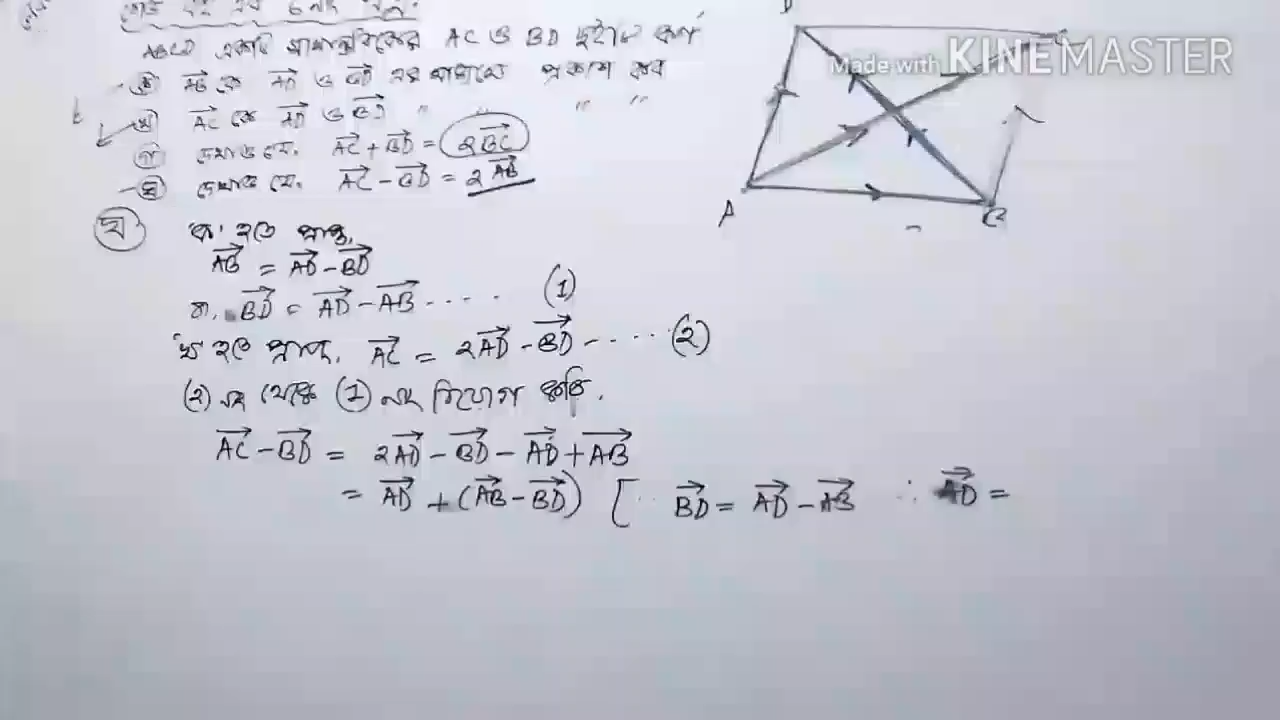 ABCD একটি সামান্তরিকের AC ও BD দুইটি কর্ণ
(ক) AB→ কে AD→ ও BD→ এর মাধ্যমে প্রকাশ কর
(খ) AC→ কে AD→ ও BD→ " " " "
(গ) দেখাও যে. AC→ + BD→ = 2BC→
(ঘ) দেখাও যে. AC→ - BD→ = 2AB→
(ঘ) 'ক' হতে প্রাপ্ত,
AB→ = AD→ - BD→
বা, BD→ = AD→ - AB→ ..... (1)
'খ' হতে প্রাপ্ত, AC→ = 2AD→ - BD→ ..... (2)
(2) নং থেকে (1) নং বিয়োগ করি.
AC→ - BD→ = 2AD→ - BD→ - AD→ + AB→
= AD→ + (AB→ - BD→) [ ∵ BD→ = AD→ - AB→ ∴ AD→ =
D
A
B
C
Made with KINEMASTER